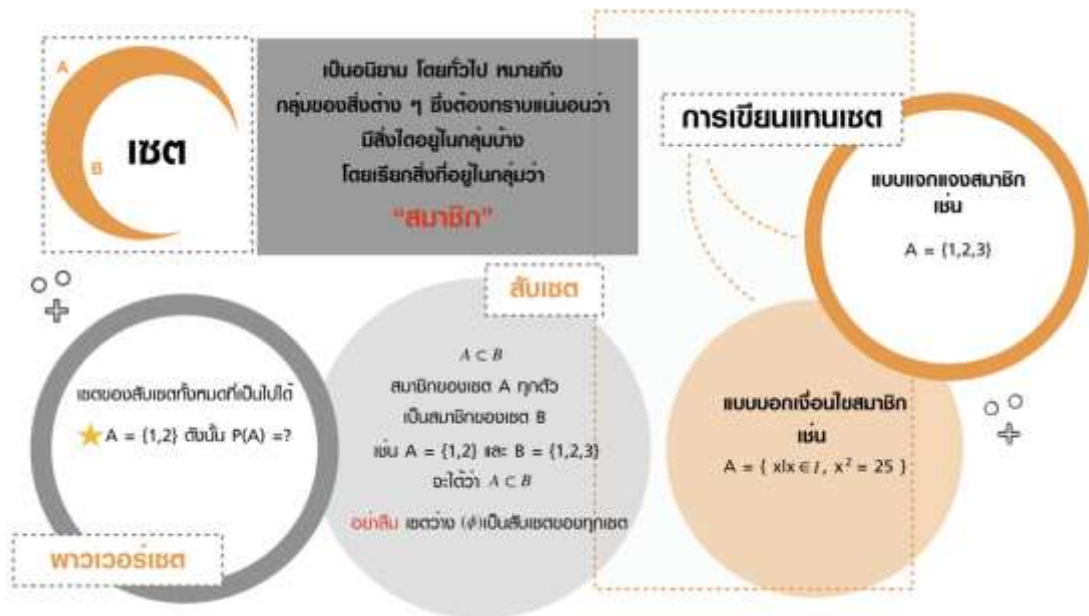 A
B
เซต
เป็นอนิยาม โดยทั่วไป หมายถึง
กลุ่มของสิ่งต่าง ๆ ซึ่งต้องทราบแน่นอนว่า
มีสิ่งใดอยู่ในกลุ่มบ้าง
โดยเรียกสิ่งที่อยู่ในกลุ่มว่า
“สมาชิก”
การเขียนแทนเซต
แบบแจกแจงสมาชิก
เช่น
A = {1,2,3}
แบบบอกเงื่อนไขสมาชิก
เช่น
A = { x|x ∈ I, x² = 25 }
สับเซต
A ⊂ B
สมาชิกของเซต A ทุกตัว
เป็นสมาชิกของเซต B
เช่น A = {1,2} และ B = {1,2,3}
จะได้ว่า A ⊂ B
อย่าลืม เซตว่าง (ϕ)เป็นสับเซตของทุกเซต
เซตของสับเซตทั้งหมดที่เป็นไปได้
A = {1,2} ดังนั้น P(A) =?
พาวเวอร์เซต